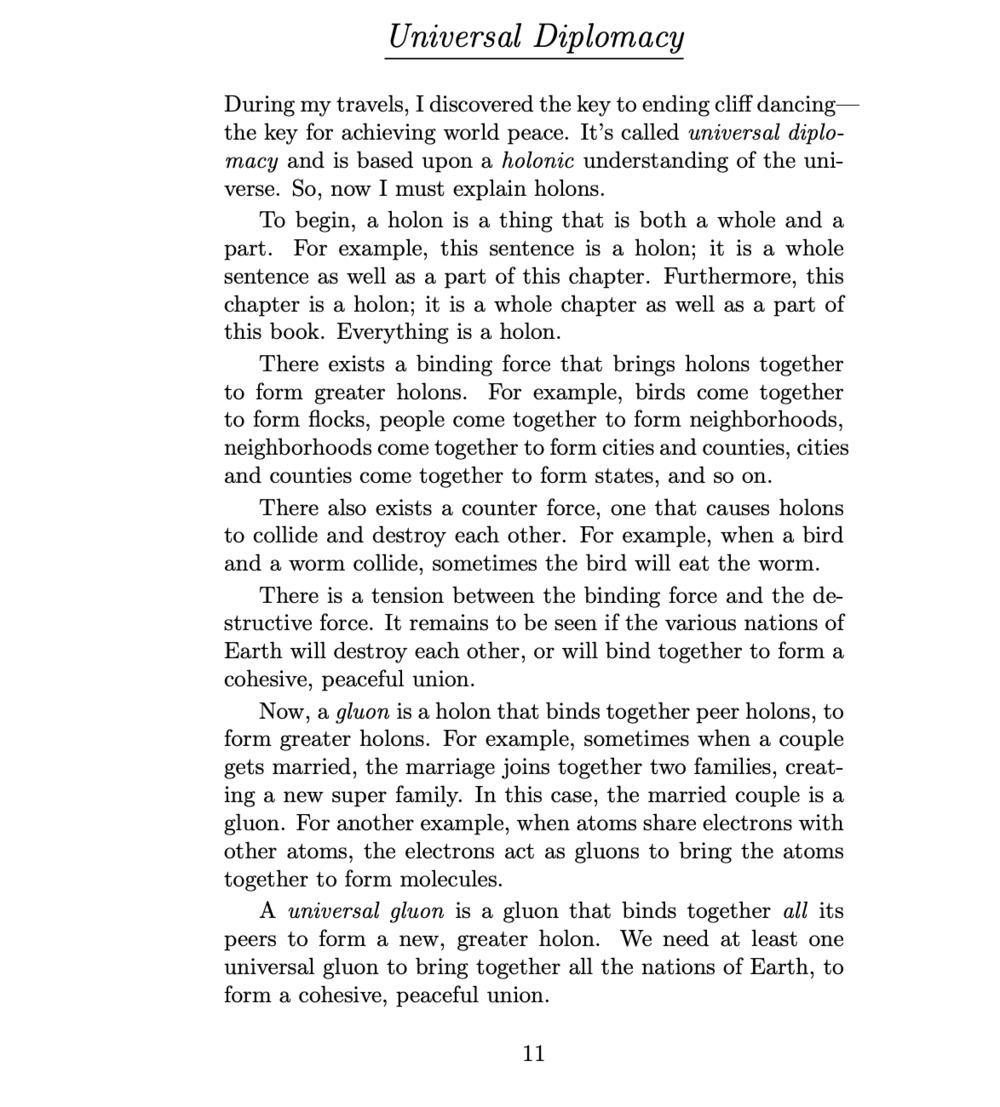 Universal Diplomacy
During my travels, I discovered the key to ending cliff dancing—
the key for achieving world peace. It's called universal diplo-
macy and is based upon a holonic understanding of the uni-
verse. So, now I must explain holons.
To begin, a holon is a thing that is both a whole and a
part. For example, this sentence is a holon; it is a whole
sentence as well as a part of this chapter. Furthermore, this
chapter is a holon; it is a whole chapter as well as a part of
this book. Everything is a holon.
There exists a binding force that brings holons together
to form greater holons. For example, birds come together
to form flocks, people come together to form neighborhoods,
neighborhoods come together to form cities and counties, cities
and counties come together to form states, and so on.
There also exists a counter force, one that causes holons
to collide and destroy each other. For example, when a bird
and a worm collide, sometimes the bird will eat the worm.
There is a tension between the binding force and the de-
structive force. It remains to be seen if the various nations of
Earth will destroy each other, or will bind together to form a
cohesive, peaceful union.
Now, a gluon is a holon that binds together peer holons, to
form greater holons. For example, sometimes when a couple
gets married, the marriage joins together two families, creat-
ing a new super family. In this case, the married couple is a
gluon. For another example, when atoms share electrons with
other atoms, the electrons act as gluons to bring the atoms
together to form molecules.
A universal gluon is a gluon that binds together all its
peers to form a new, greater holon. We need at least one
universal gluon to bring together all the nations of Earth, to
form a cohesive, peaceful union.
11